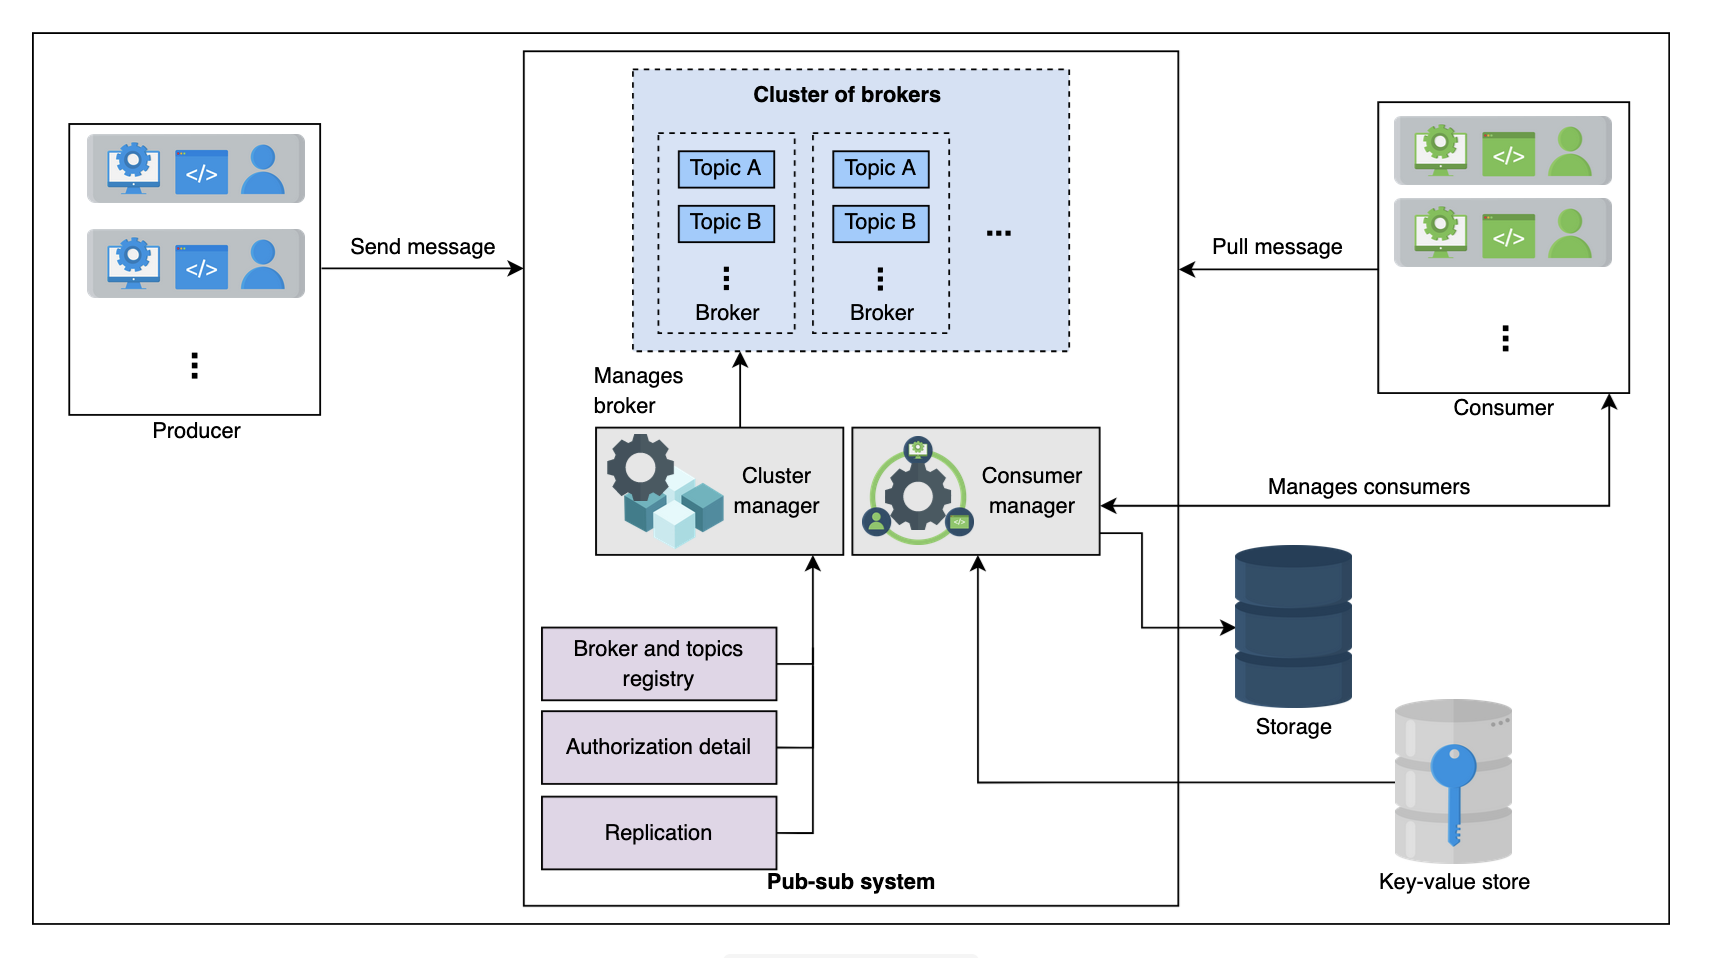 Cluster of brokers
Topic A
Topic A
Topic B
Topic B
...
Broker
Broker
Send message
Pull message
Producer
Consumer
Manages
broker
Cluster
manager
Consumer
manager
Manages consumers
Broker and topics
registry
Authorization detail
Replication
Storage
Key-value store
Pub-sub system